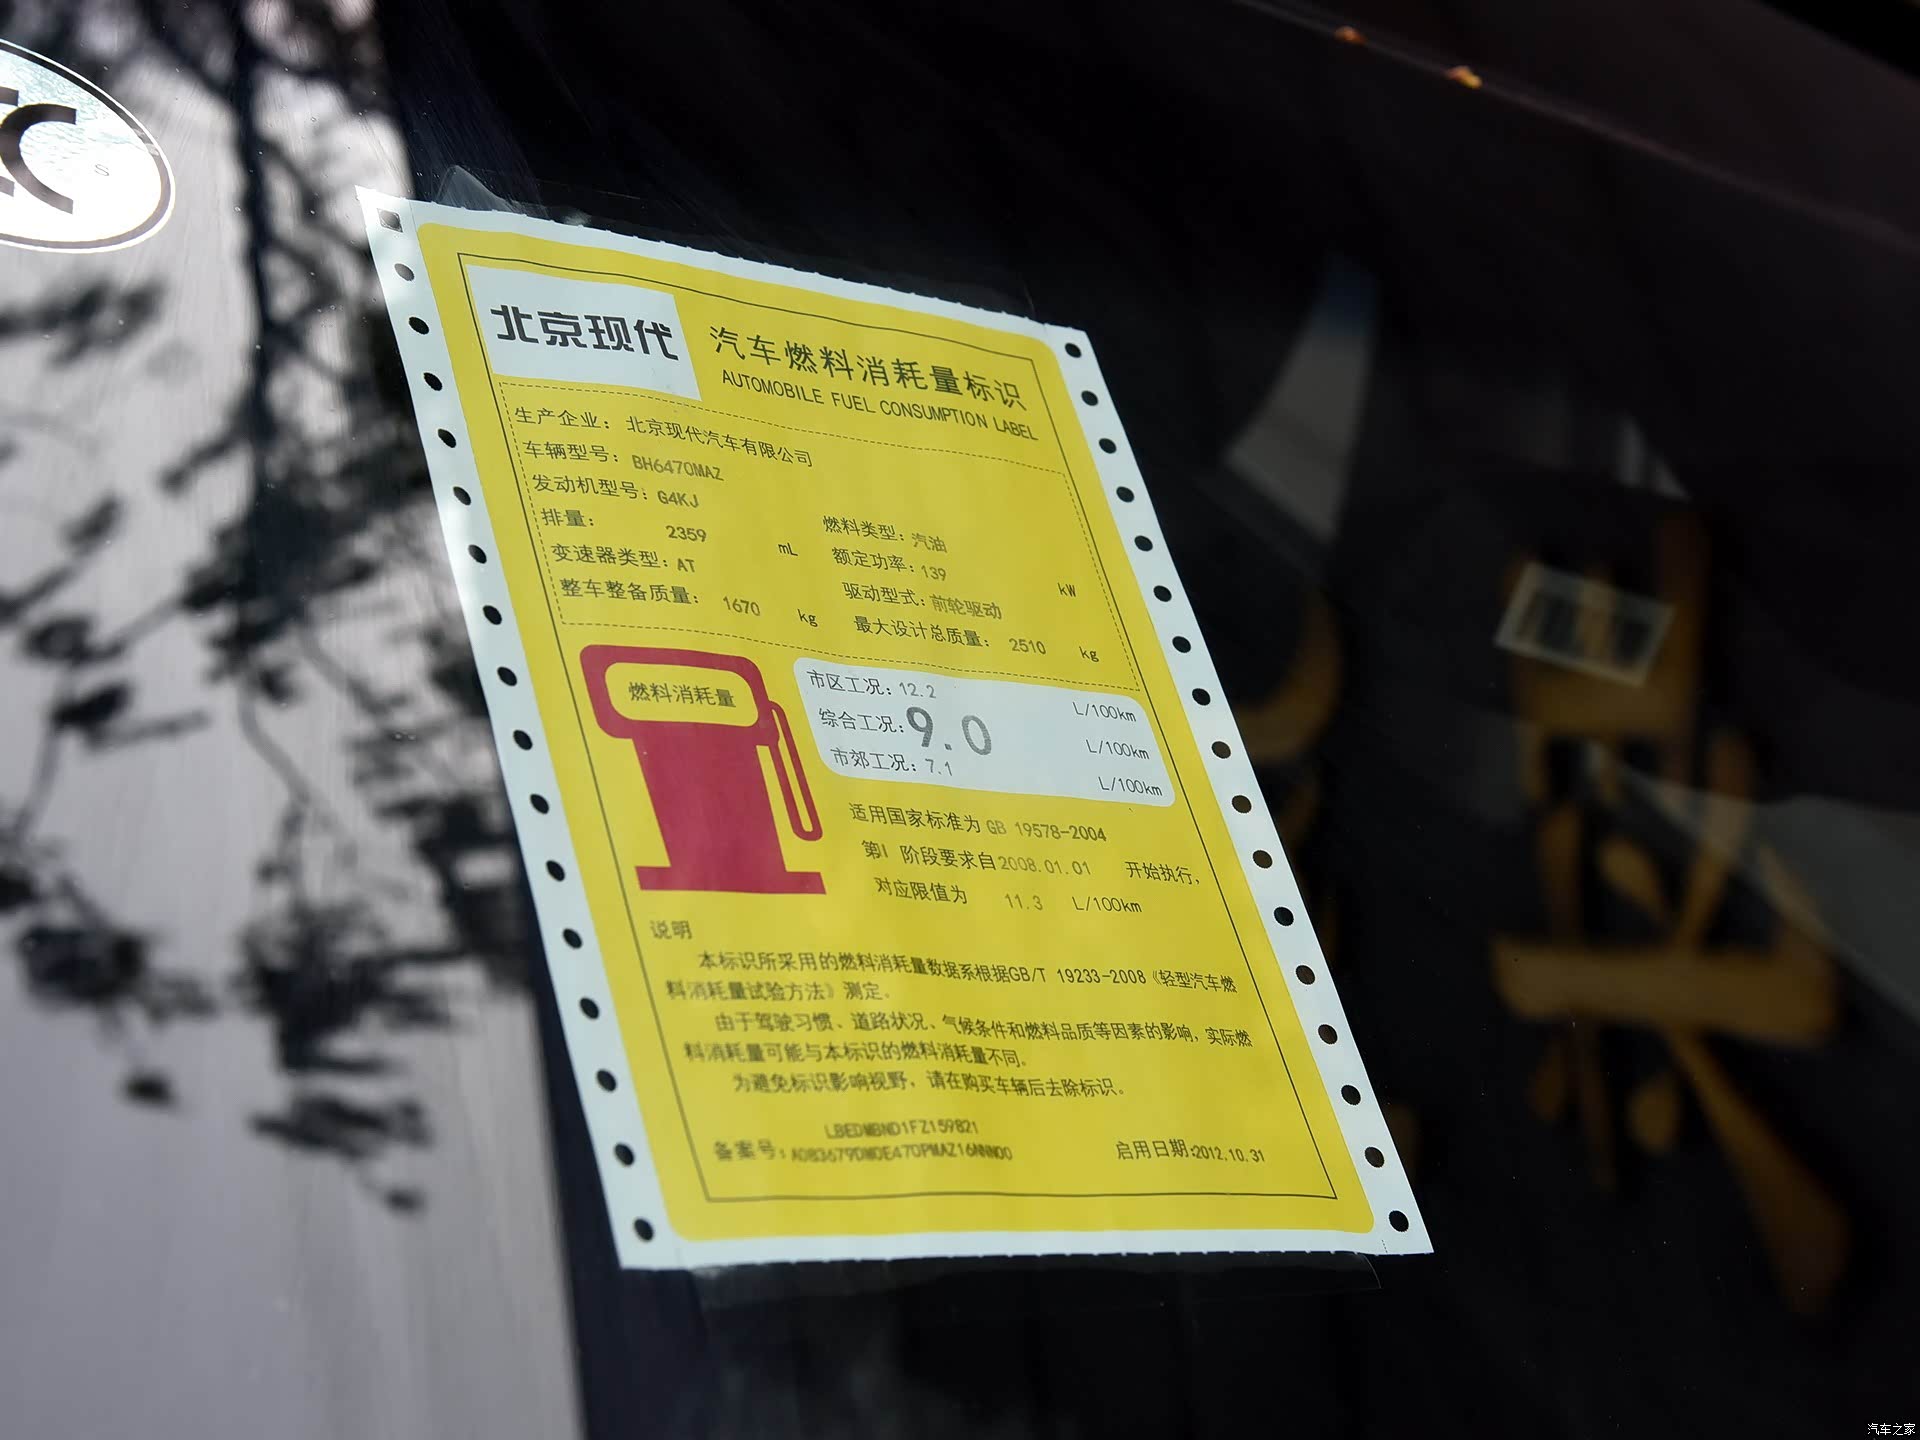 C
S
北京现代
汽车燃料消耗量标识
AUTOMOBILE FUEL CONSUMPTION LABEL
生产企业：北京现代汽车有限公司
车辆型号：BH6470MAZ
发动机型号：G4KJ
排量： 2359 mL 燃料类型：汽油
变速器类型：AT 额定功率：139 kW
整车整备质量： 1670 kg 驱动型式：前轮驱动
最大设计总质量： 2510 kg
燃料消耗量
市区工况：12.2 L/100km
综合工况：9.0 L/100km
市郊工况：7.1 L/100km
适用国家标准为 GB 19578-2004
第I 阶段要求自2008.01.01 开始执行，
对应限值为 11.3 L/100km
说明
本标识所采用的燃料消耗量数据系根据GB/T 19233-2008《轻型汽车燃
料消耗量试验方法》测定。
由于驾驶习惯、道路状况、气候条件和燃料品质等因素的影响，实际燃
料消耗量可能与本标识的燃料消耗量不同。
为避免标识影响视野，请在购买车辆后去除标识。
备案号： 启用日期:2012.10.31
汽车之家